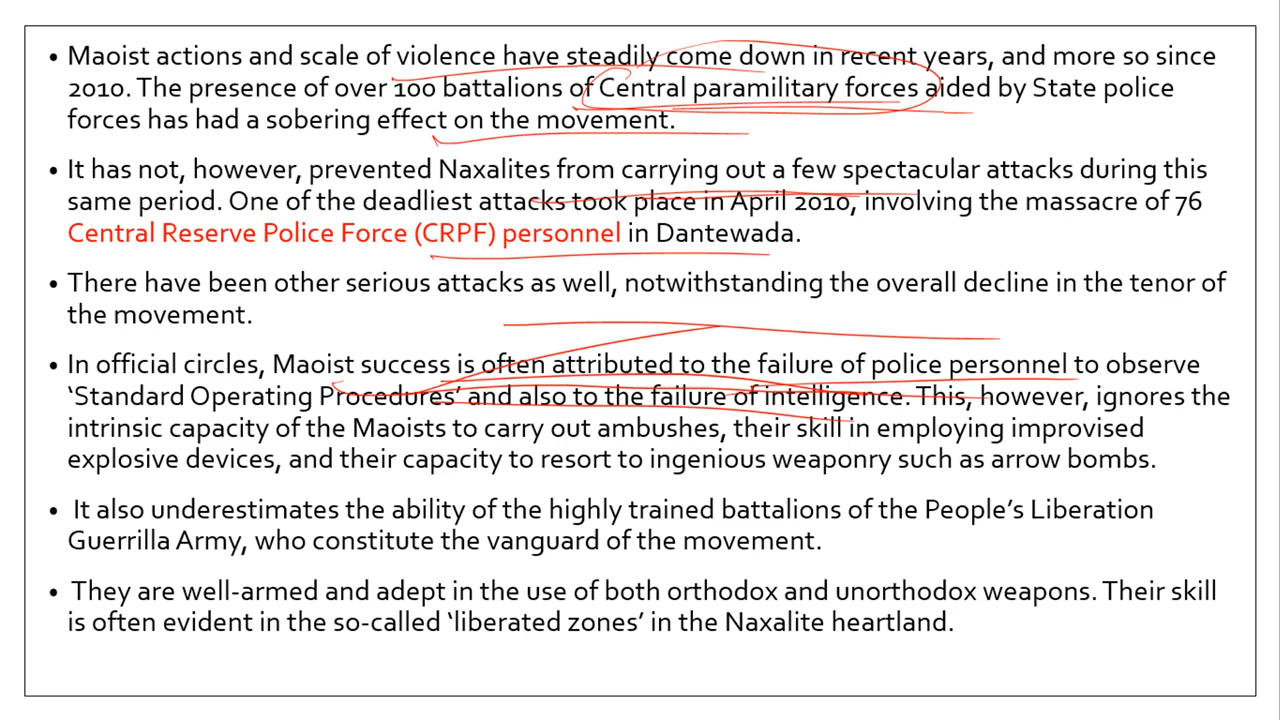 • Maoist actions and scale of violence have steadily come down in recent years, and more so since
2010. The presence of over 100 battalions of Central paramilitary forces aided by State police
forces has had a sobering effect on the movement.
• It has not, however, prevented Naxalites from carrying out a few spectacular attacks during this
same period. One of the deadliest attacks took place in April 2010, involving the massacre of 76
Central Reserve Police Force (CRPF) personnel in Dantewada.
• There have been other serious attacks as well, notwithstanding the overall decline in the tenor of
the movement.
• In official circles, Maoist success is often attributed to the failure of police personnel to observe
‘Standard Operating Procedures’ and also to the failure of intelligence. This, however, ignores the
intrinsic capacity of the Maoists to carry out ambushes, their skill in employing improvised
explosive devices, and their capacity to resort to ingenious weaponry such as arrow bombs.
• It also underestimates the ability of the highly trained battalions of the People’s Liberation
Guerrilla Army, who constitute the vanguard of the movement.
• They are well-armed and adept in the use of both orthodox and unorthodox weapons. Their skill
is often evident in the so-called ‘liberated zones’ in the Naxalite heartland.